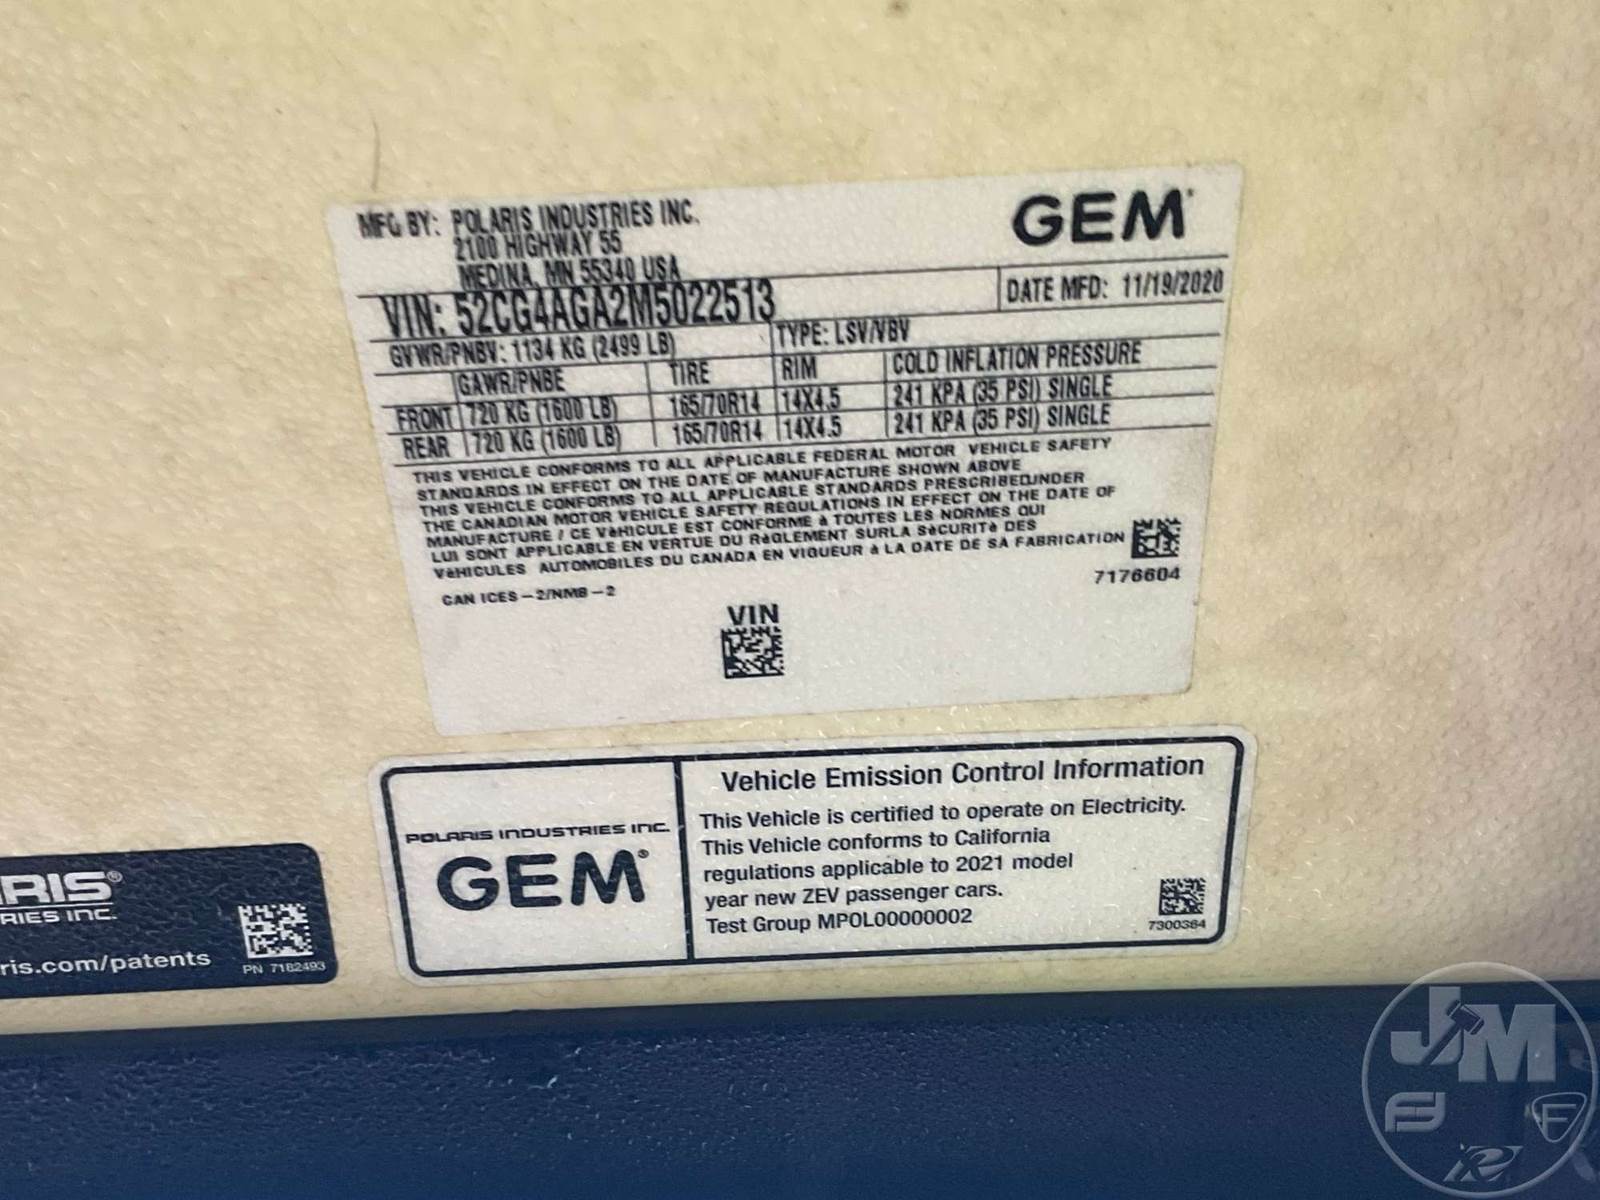 MFG BY: POLARIS INDUSTRIES INC.
2100 HIGHWAY 55
MEDINA, MN 55340 USA
GEM
VIN: 52CG4AGA2M5022513
DATE MFD: 11/19/2020
GVWR/PNBV: 1134 KG (2499 LB)
TYPE: LSV/VBV
GAWR/PNBE TIRE RIM COLD INFLATION PRESSURE
FRONT 720 KG (1600 LB) 165/70R14 14X4.5 241 KPA (35 PSI) SINGLE
REAR 720 KG (1600 LB) 165/70R14 14X4.5 241 KPA (35 PSI) SINGLE
THIS VEHICLE CONFORMS TO ALL APPLICABLE FEDERAL MOTOR VEHICLE SAFETY
STANDARDS IN EFFECT ON THE DATE OF MANUFACTURE SHOWN ABOVE
THIS VEHICLE CONFORMS TO ALL APPLICABLE STANDARDS PRESCRIBEDUNDER
THE CANADIAN MOTOR VEHICLE SAFETY REGULATIONS IN EFFECT ON THE DATE OF
MANUFACTURE / CE VèHICULE EST CONFORME à TOUTES LES NORMES QUI
LUI SONT APPLICABLE EN VERTUE DU RèGLEMENT SURLA SèCURITè DES
VèHICULES AUTOMOBILES DU CANADA EN VIGUEUR à LA DATE DE SA FABRICATION
7176604
CAN ICES-2/NMB-2
VIN
POLARIS INDUSTRIES INC.
GEM®
Vehicle Emission Control Information
This Vehicle is certified to operate on Electricity.
This Vehicle conforms to California
regulations applicable to 2021 model
year new ZEV passenger cars.
Test Group MPOL00000002
7300364
RIS®
RIES INC.
ris.com/patents
PN 7182493
JM